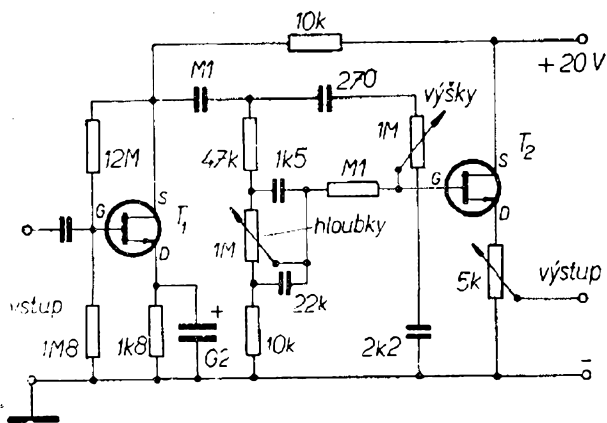 10k
+ 20 V
M1
270
výšky
12M
47k
1k5
M1
1M
T2
S
G
D
S
G
T1
D
1M
hloubky
22k
5k
výstup
vstup
1M8
1k8
+
G2
10k
2k2
-